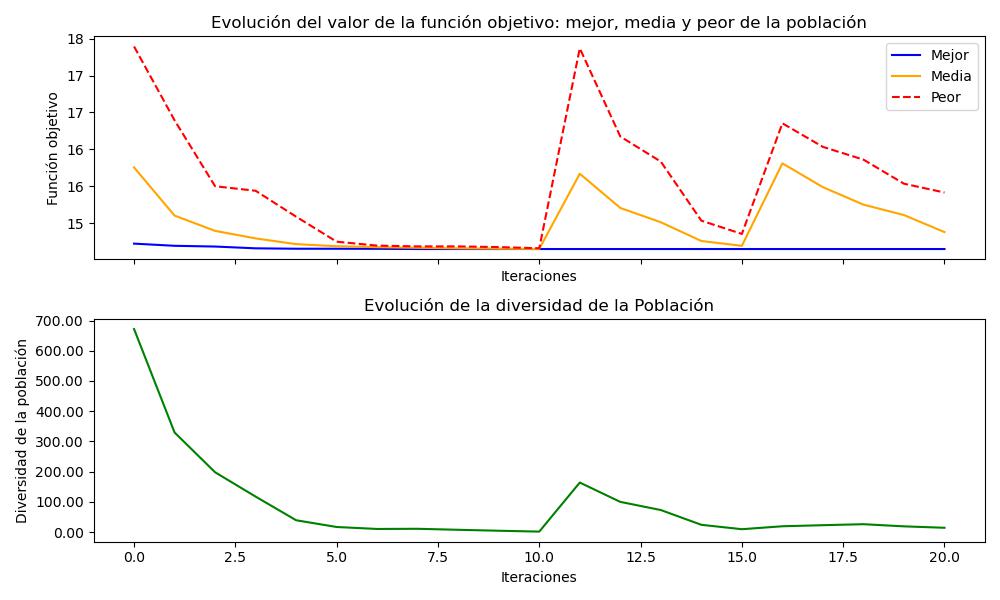 Evolución del valor de la función objetivo: mejor, media y peor de la población
18
17
17
16
16
15
Función objetivo
Mejor
Media
Peor
Iteraciones
Evolución de la diversidad de la Población
700.00
600.00
500.00
400.00
300.00
200.00
100.00
0.00
Diversidad de la población
0.0 2.5 5.0 7.5 10.0 12.5 15.0 17.5 20.0
Iteraciones